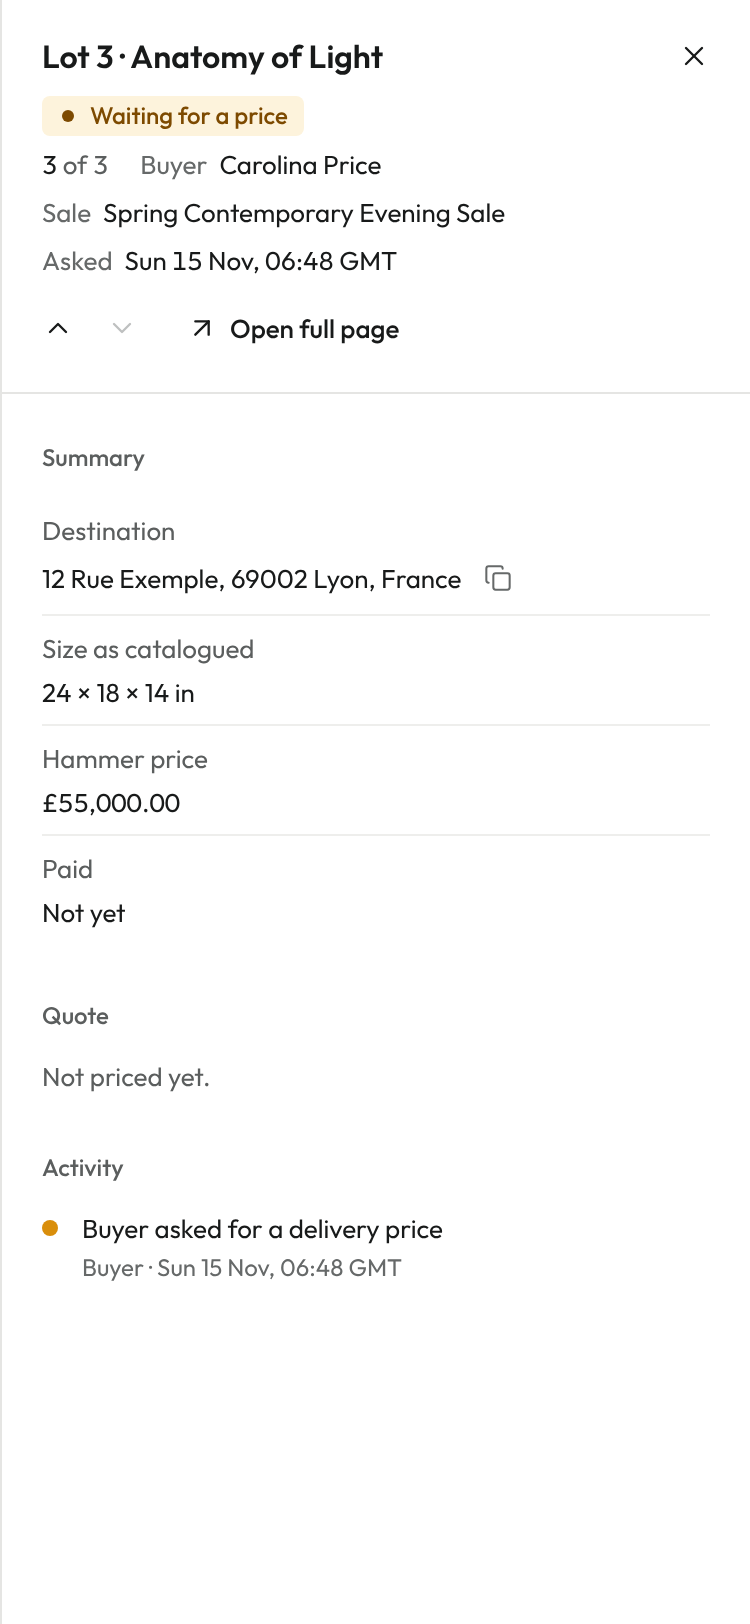 Lot 3 · Anatomy of Light
Waiting for a price
3 of 3 Buyer Carolina Price
Sale Spring Contemporary Evening Sale
Asked Sun 15 Nov, 06:48 GMT
Open full page
Summary
Destination
12 Rue Exemple, 69002 Lyon, France
Size as catalogued
24 × 18 × 14 in
Hammer price
£55,000.00
Paid
Not yet
Quote
Not priced yet.
Activity
Buyer asked for a delivery price
Buyer · Sun 15 Nov, 06:48 GMT